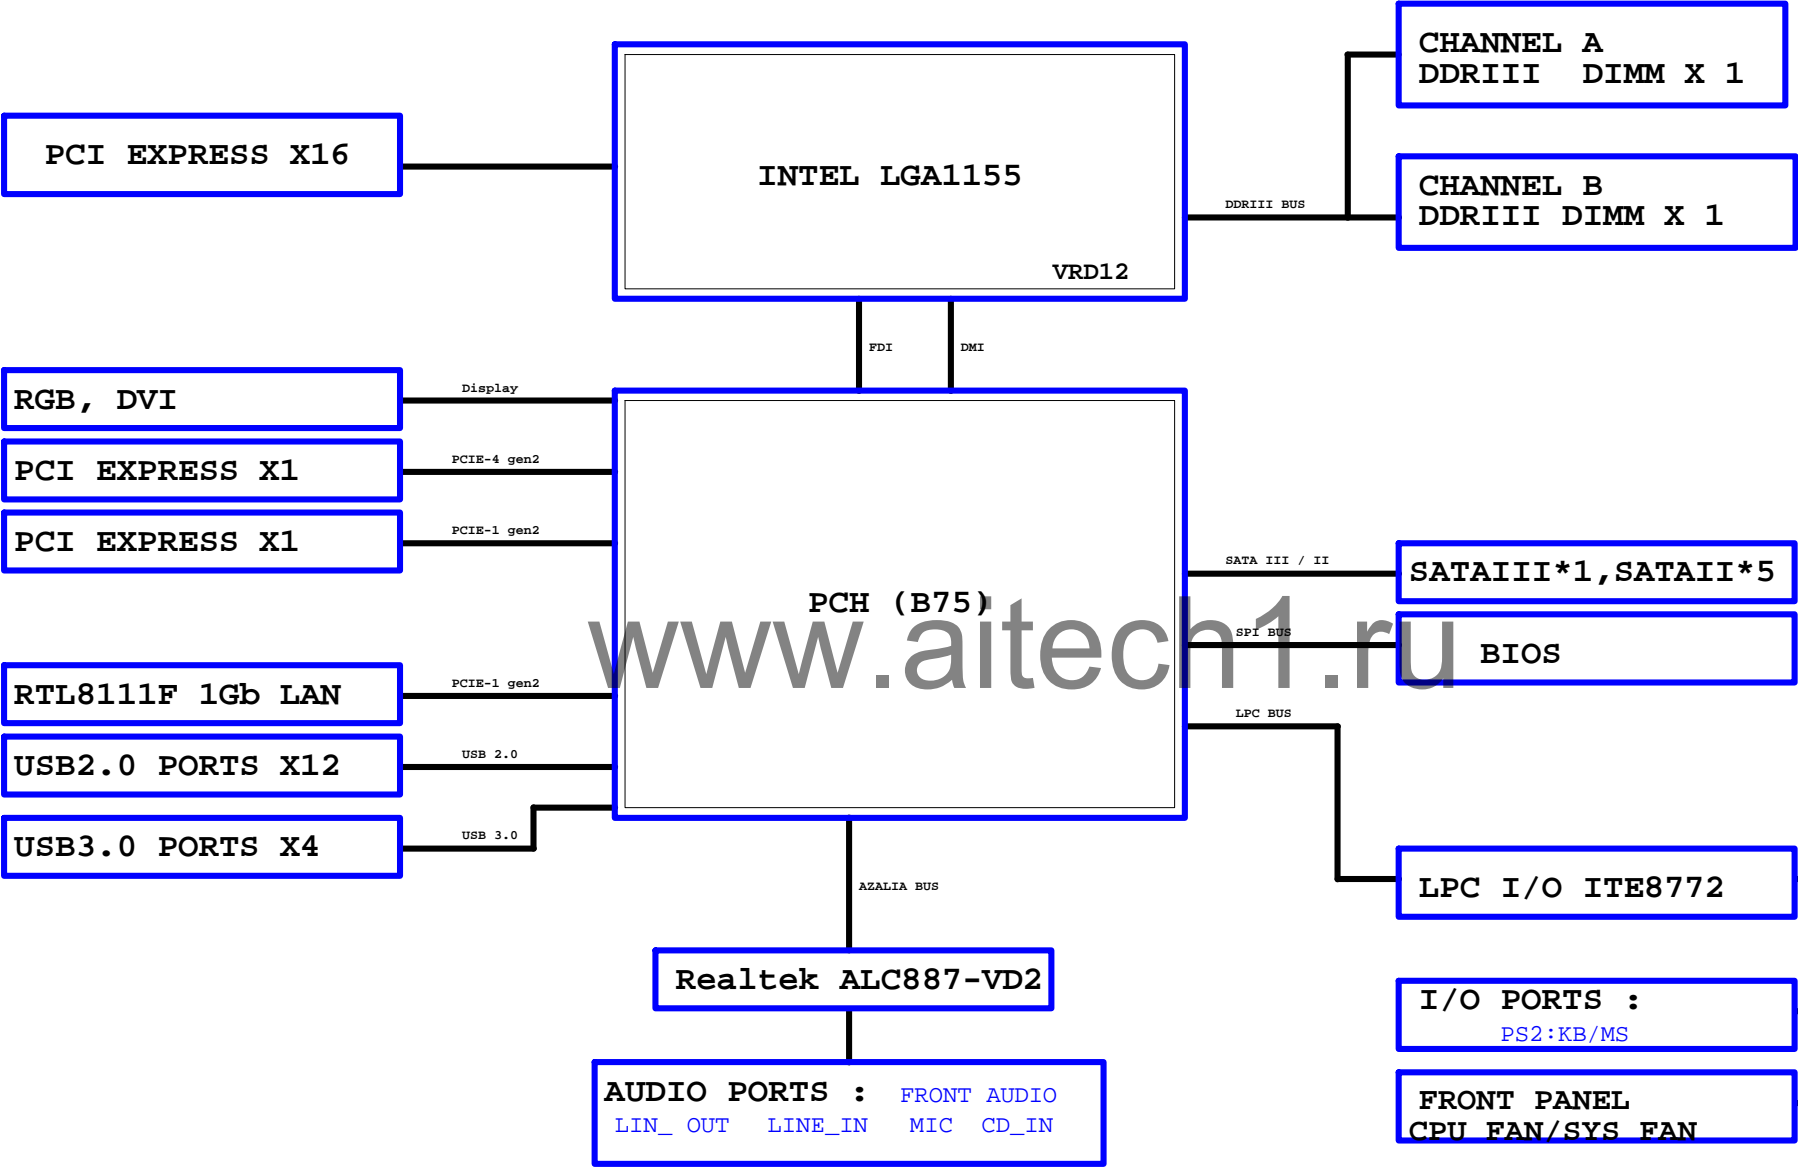 CHANNEL A
DDRIII DIMM X 1
PCI EXPRESS X16
INTEL LGA1155
VRD12
DDRIII BUS
CHANNEL B
DDRIII DIMM X 1
FDI
DMI
RGB, DVI
Display
PCI EXPRESS X1
PCIE-4 gen2
PCI EXPRESS X1
PCIE-1 gen2
PCH (B75)
SATA III / II
SATAIII*1,SATAII*5
www.aitech1.ru
SPI BUS
BIOS
RTL8111F 1Gb LAN
PCIE-1 gen2
LPC BUS
USB2.0 PORTS X12
USB 2.0
USB3.0 PORTS X4
USB 3.0
AZALIA BUS
LPC I/O ITE8772
Realtek ALC887-VD2
I/O PORTS :
PS2:KB/MS
AUDIO PORTS : FRONT AUDIO
LIN_ OUT LINE_IN MIC CD_IN
FRONT PANEL
CPU FAN/SYS FAN